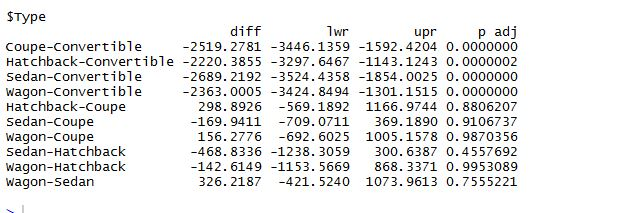 $Type
diff lwr upr p adj
Coupe-Convertible -2519.2781 -3446.1359 -1592.4204 0.0000000
Hatchback-Convertible -2220.3855 -3297.6467 -1143.1243 0.0000002
Sedan-Convertible -2689.2192 -3524.4358 -1854.0025 0.0000000
Wagon-Convertible -2363.0005 -3424.8494 -1301.1515 0.0000000
Hatchback-Coupe 298.8926 -569.1892 1166.9744 0.8806207
Sedan-Coupe -169.9411 -709.0711 369.1890 0.9106737
Wagon-Coupe 156.2776 -692.6025 1005.1578 0.9870356
Sedan-Hatchback -468.8336 -1238.3059 300.6387 0.4557692
Wagon-Hatchback -142.6149 -1153.5669 868.3371 0.9953089
Wagon-Sedan 326.2187 -421.5240 1073.9613 0.7555221
>